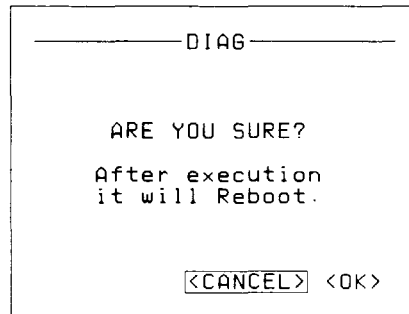 DIAG
ARE YOU SURE?
After execution
it will Reboot.
<CANCEL> <OK>